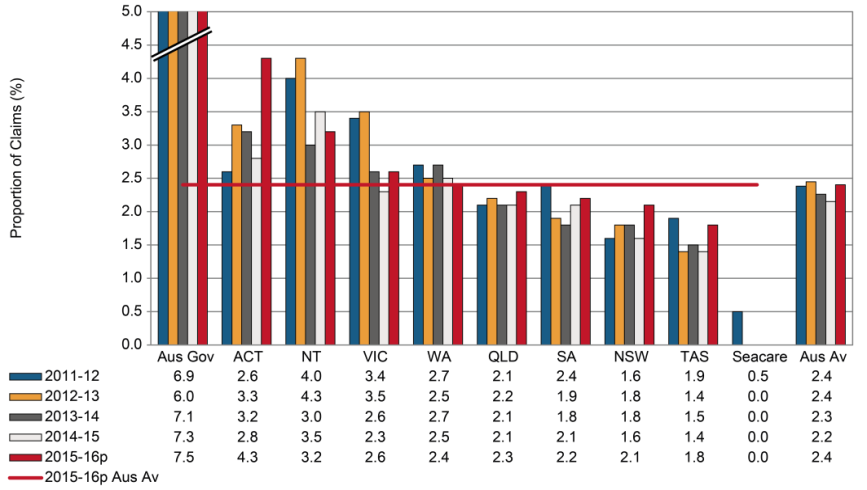 Proportion of Claims (%)
5.0
4.5
4.0
3.5
3.0
2.5
2.0
1.5
1.0
0.5
0.0
Aus Gov ACT NT VIC WA QLD SA NSW TAS Seacare Aus Av
2011-12 6.9 2.6 4.0 3.4 2.7 2.1 2.4 1.6 1.9 0.5 2.4
2012-13 6.0 3.3 4.3 3.5 2.5 2.2 1.9 1.8 1.4 0.0 2.4
2013-14 7.1 3.2 3.0 2.6 2.7 2.1 1.8 1.8 1.5 0.0 2.3
2014-15 7.3 2.8 3.5 2.3 2.5 2.1 2.1 1.6 1.4 0.0 2.2
2015-16p 7.5 4.3 3.2 2.6 2.4 2.3 2.2 2.1 1.8 0.0 2.4
2015-16p Aus Av